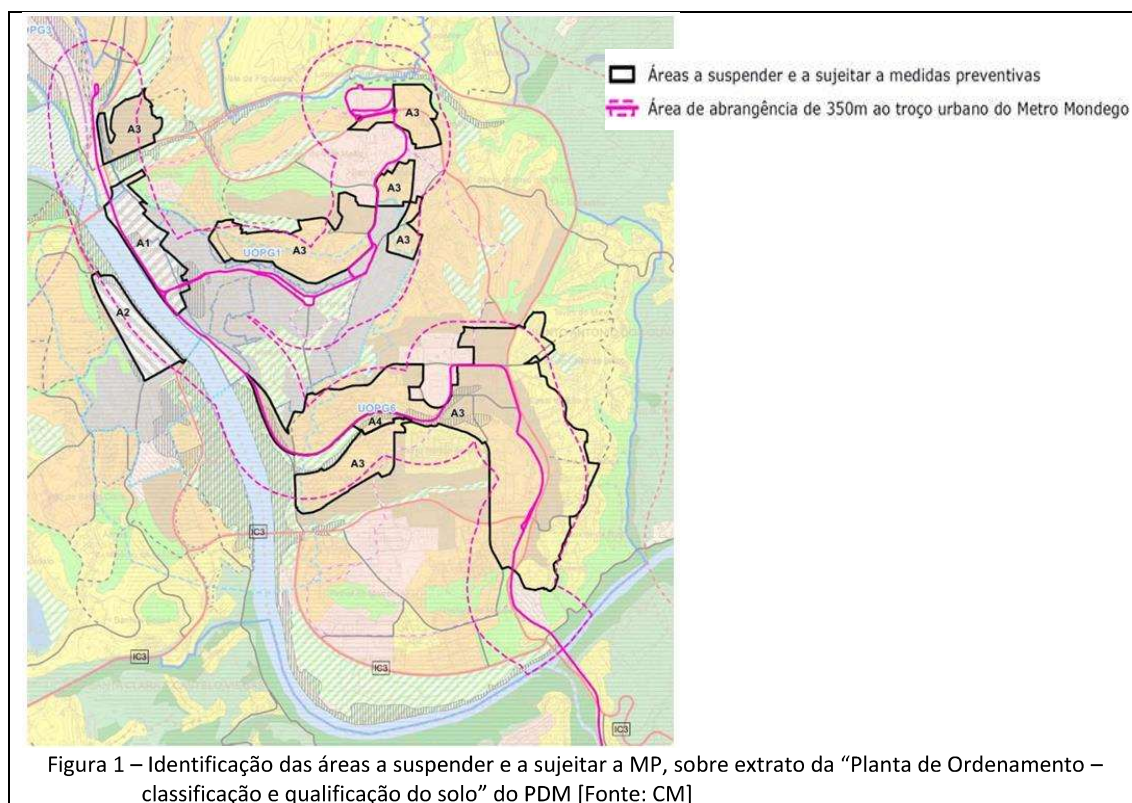 Áreas a suspender e a sujeitar a medidas preventivas
Área de abrangência de 350m ao troço urbano do Metro Mondego
A3
A3
A3
A1
A3
A3
UOPG1
A2
UOPG6
A4
A3
A3
IC3
IC3
IC3
IC3
Figura 1 – Identificação das áreas a suspender e a sujeitar a MP, sobre extrato da “Planta de Ordenamento –
classificação e qualificação do solo” do PDM [Fonte: CM]